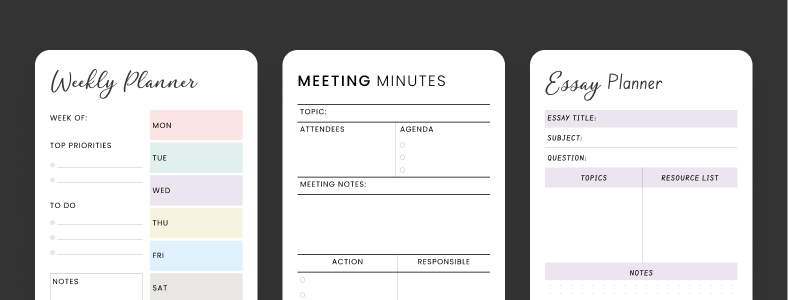 Weekly Planner
WEEK OF:
TOP PRIORITIES
TO DO
NOTES
MON
TUE
WED
THU
FRI
SAT
MEETING MINUTES
TOPIC:
ATTENDEES
AGENDA
MEETING NOTES:
ACTION
RESPONSIBLE
Essay Planner
ESSAY TITLE:
SUBJECT:
QUESTION:
TOPICS
RESOURCE LIST
NOTES